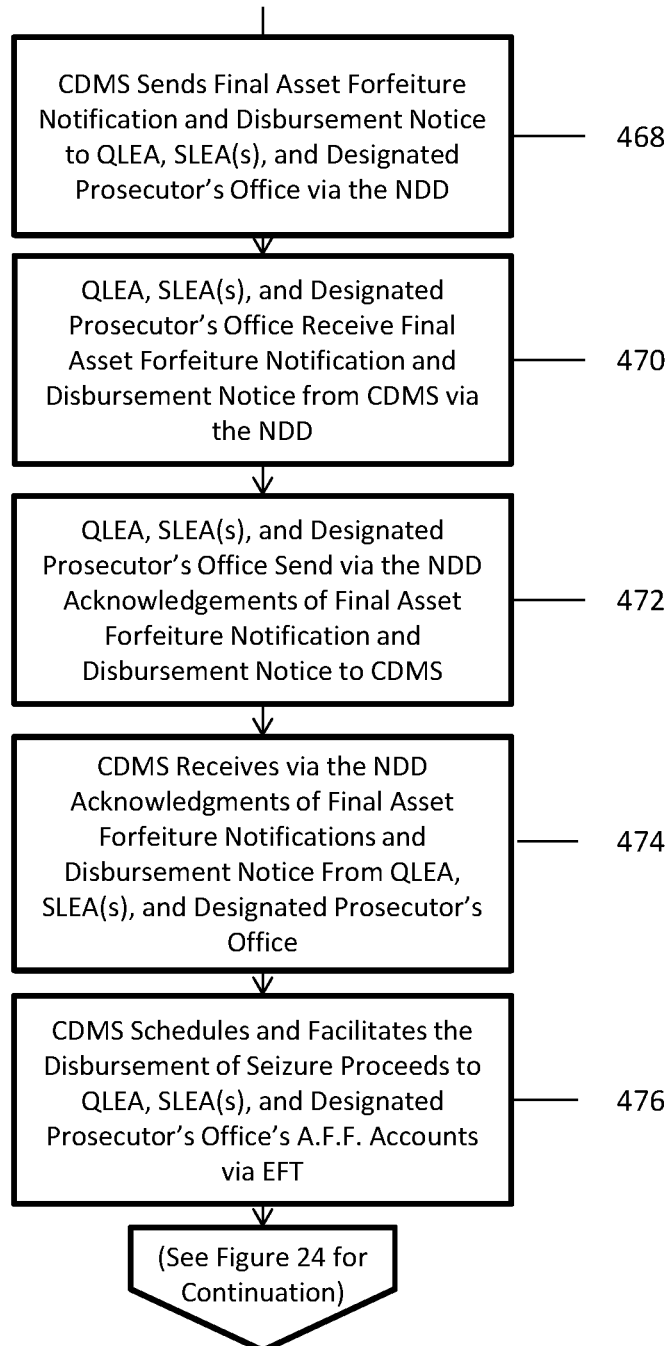 CDMS Sends Final Asset Forfeiture
Notification and Disbursement Notice
to QLEA, SLEA(s), and Designated
Prosecutor's Office via the NDD
468
QLEA, SLEA(s), and Designated
Prosecutor's Office Receive Final
Asset Forfeiture Notification and
Disbursement Notice from CDMS via
the NDD
470
QLEA, SLEA(s), and Designated
Prosecutor's Office Send via the NDD
Acknowledgements of Final Asset
Forfeiture Notification and
Disbursement Notice to CDMS
472
CDMS Receives via the NDD
Acknowledgments of Final Asset
Forfeiture Notifications and
Disbursement Notice From QLEA,
SLEA(s), and Designated Prosecutor's
Office
474
CDMS Schedules and Facilitates the
Disbursement of Seizure Proceeds to
QLEA, SLEA(s), and Designated
Prosecutor's Office's A.F.F. Accounts
via EFT
476
(See Figure 24 for
Continuation)